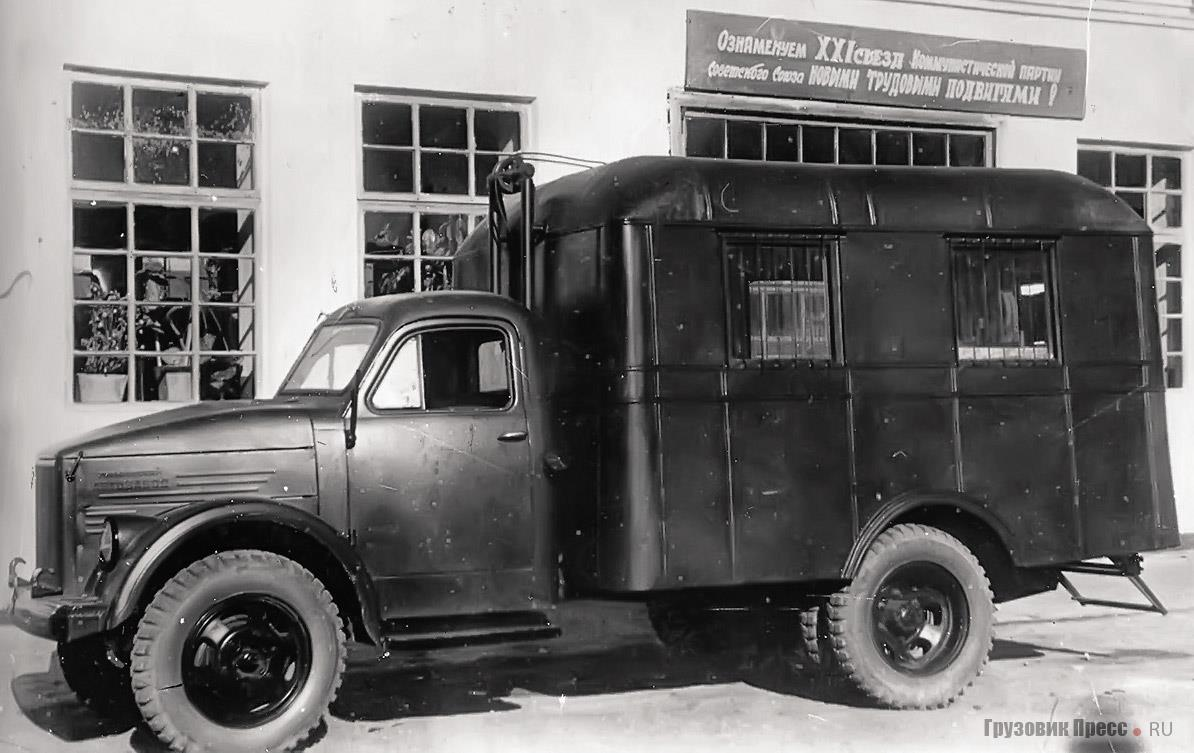 Ознаменуем XXI съезд Коммунистической партии
Советского Союза новыми трудовыми подвигами!
Грузовик Пресс.RU